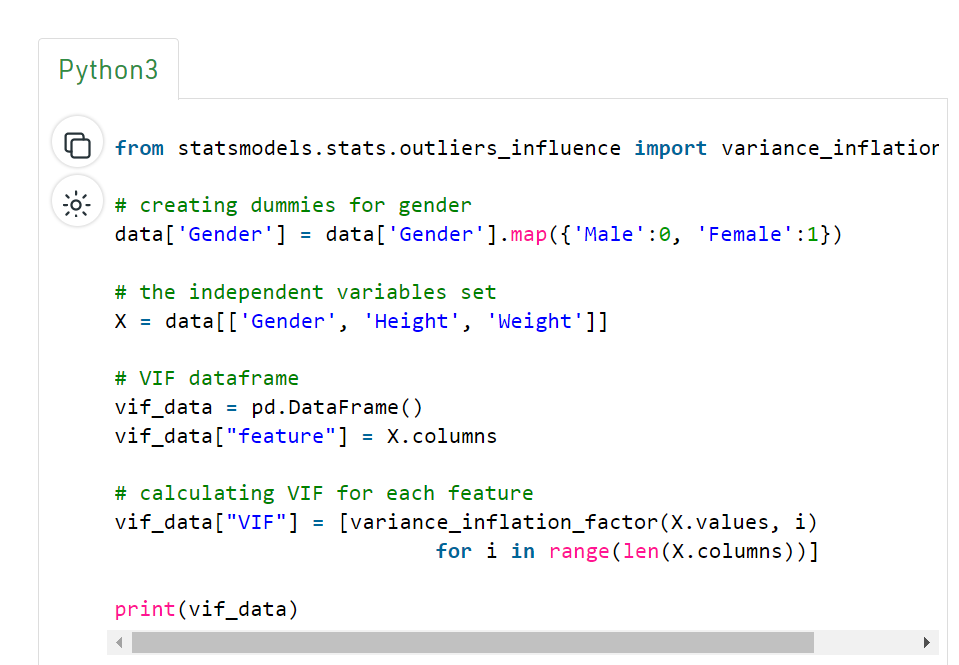 Python3
from statsmodels.stats.outliers_influence import variance_inflation
# creating dummies for gender
data['Gender'] = data['Gender'].map({'Male':0, 'Female':1})
# the independent variables set
X = data[['Gender', 'Height', 'Weight']]
# VIF dataframe
vif_data = pd.DataFrame()
vif_data["feature"] = X.columns
# calculating VIF for each feature
vif_data["VIF"] = [variance_inflation_factor(X.values, i)
for i in range(len(X.columns))]
print(vif_data)